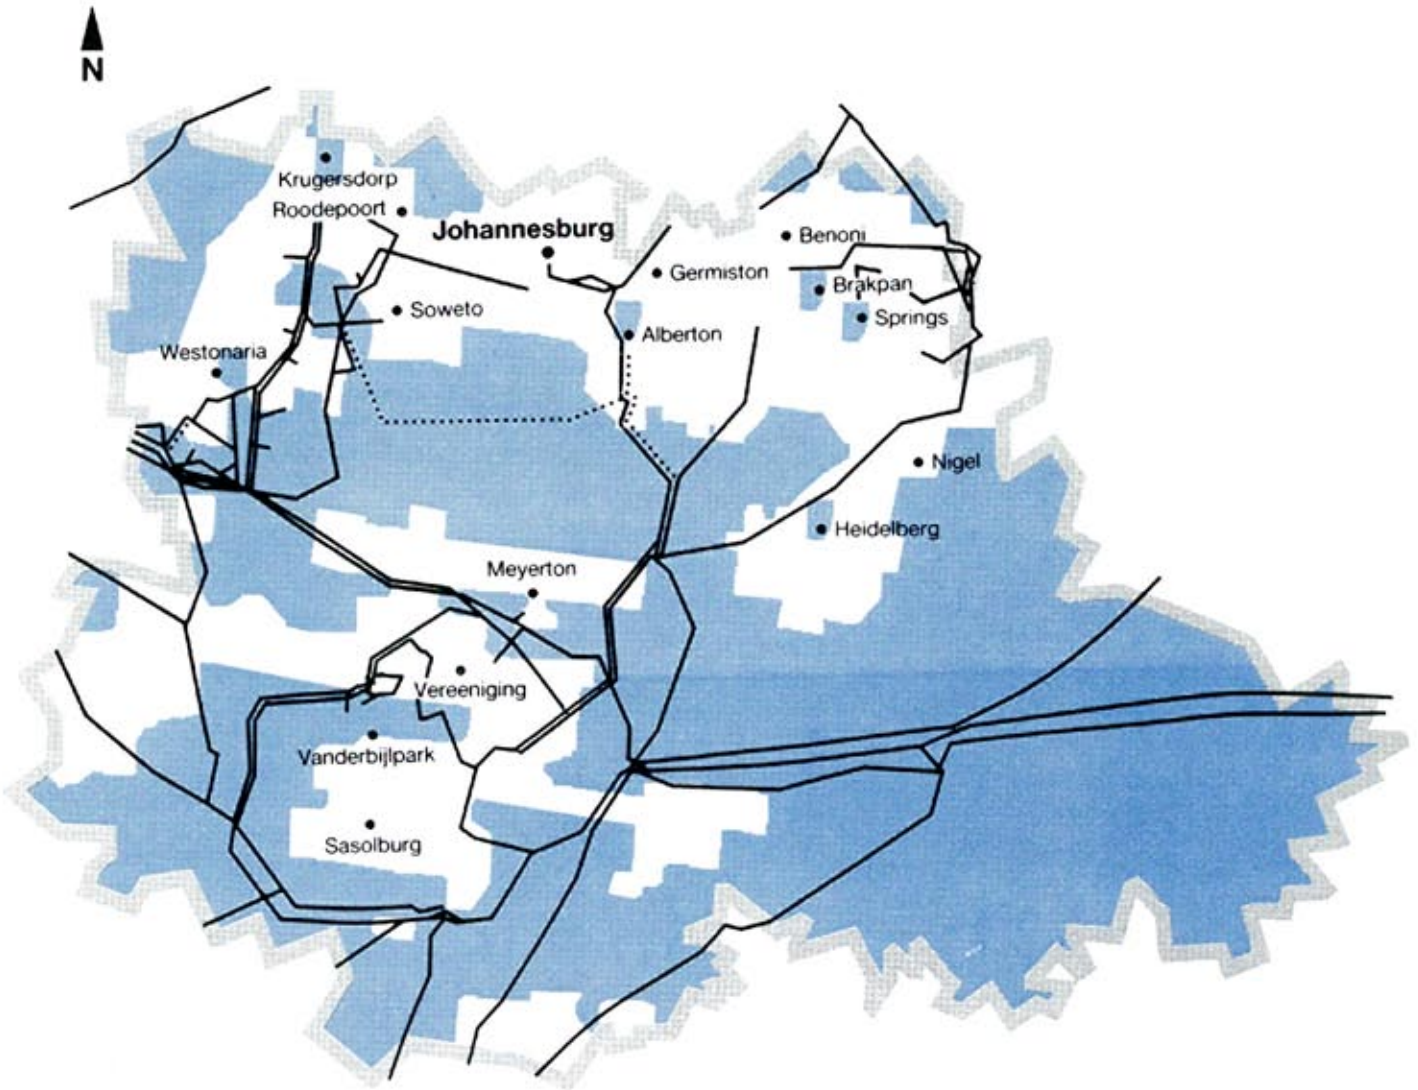 N
Krugersdorp
Roodepoort
Johannesburg
Benoni
Germiston
Brakpan
Soweto
Springs
Alberton
Westonaria
Nigel
Heidelberg
Meyerton
Vereeniging
Vanderbijlpark
Sasolburg